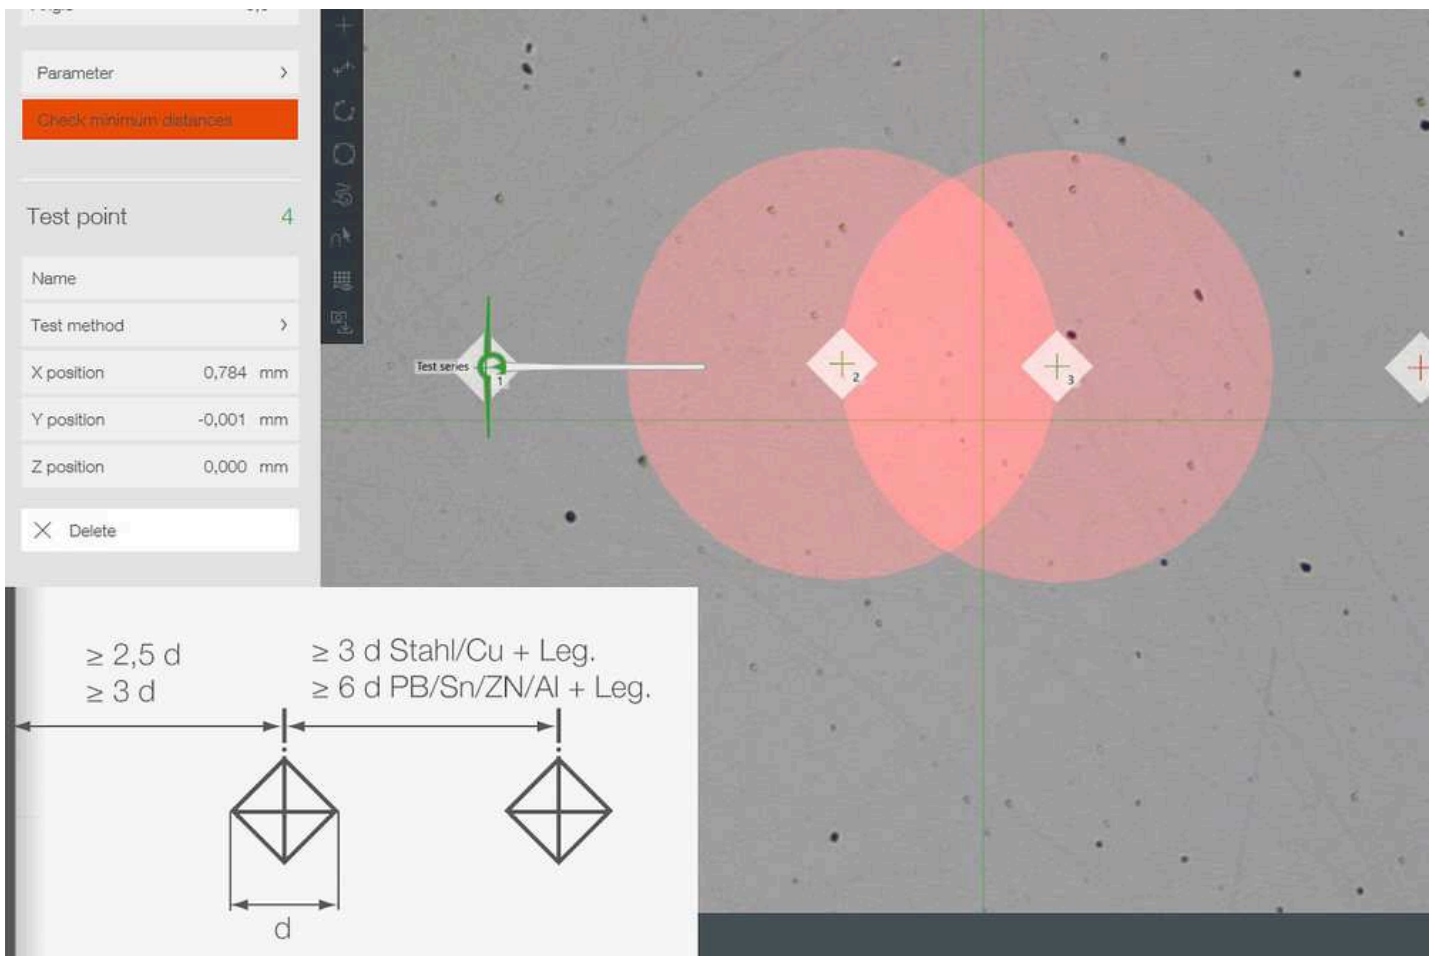 Parameter
Check minimum distances
Test point 4
Name
Test method
X position 0,784 mm
Y position -0,001 mm
Z position 0,000 mm
Delete
Test series
1
2
3
≥ 2,5 d
≥ 3 d
≥ 3 d Stahl/Cu + Leg.
≥ 6 d PB/Sn/ZN/Al + Leg.
d